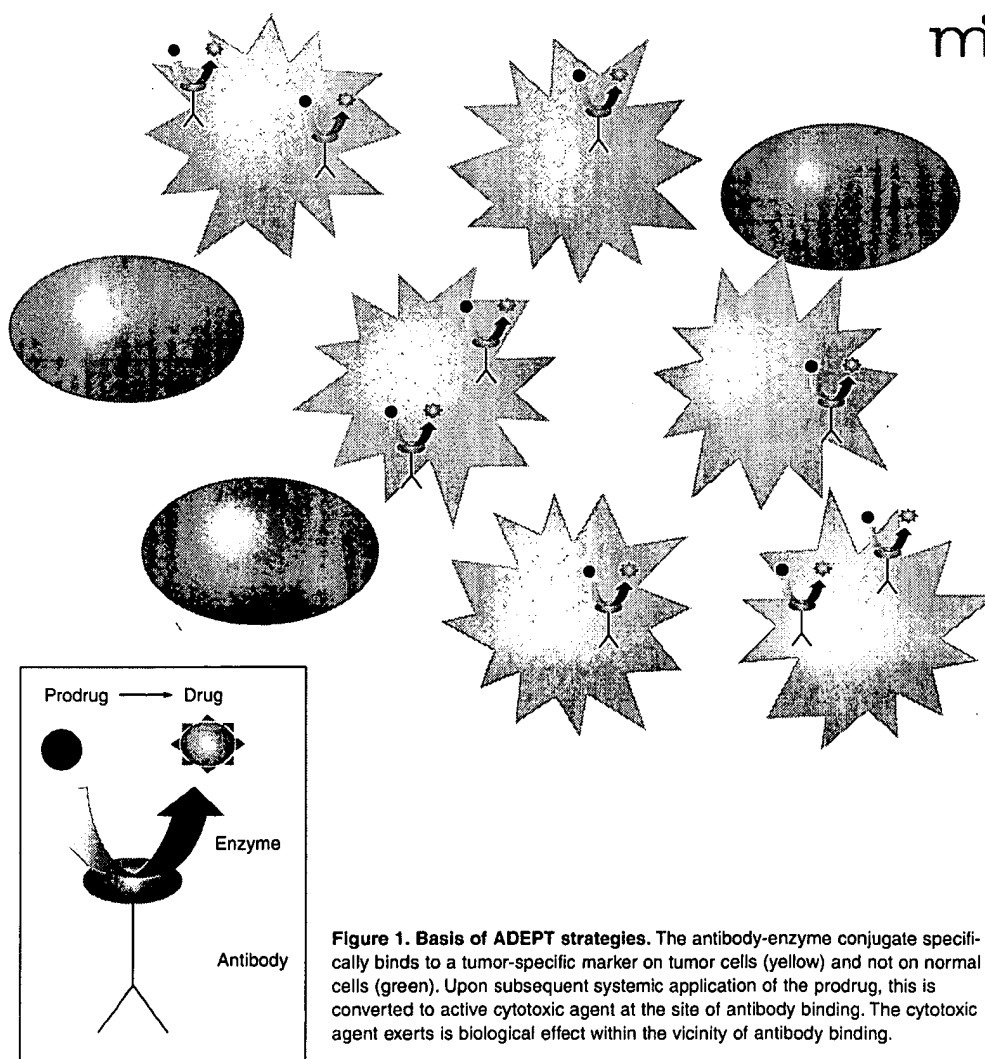 Prodrug → Drug
Enzyme
Antibody
Figure 1. Basis of ADEPT strategies. The antibody-enzyme conjugate specifi-
cally binds to a tumor-specific marker on tumor cells (yellow) and not on normal
cells (green). Upon subsequent systemic application of the prodrug, this is
converted to active cytotoxic agent at the site of antibody binding. The cytotoxic
agent exerts is biological effect within the vicinity of antibody binding.